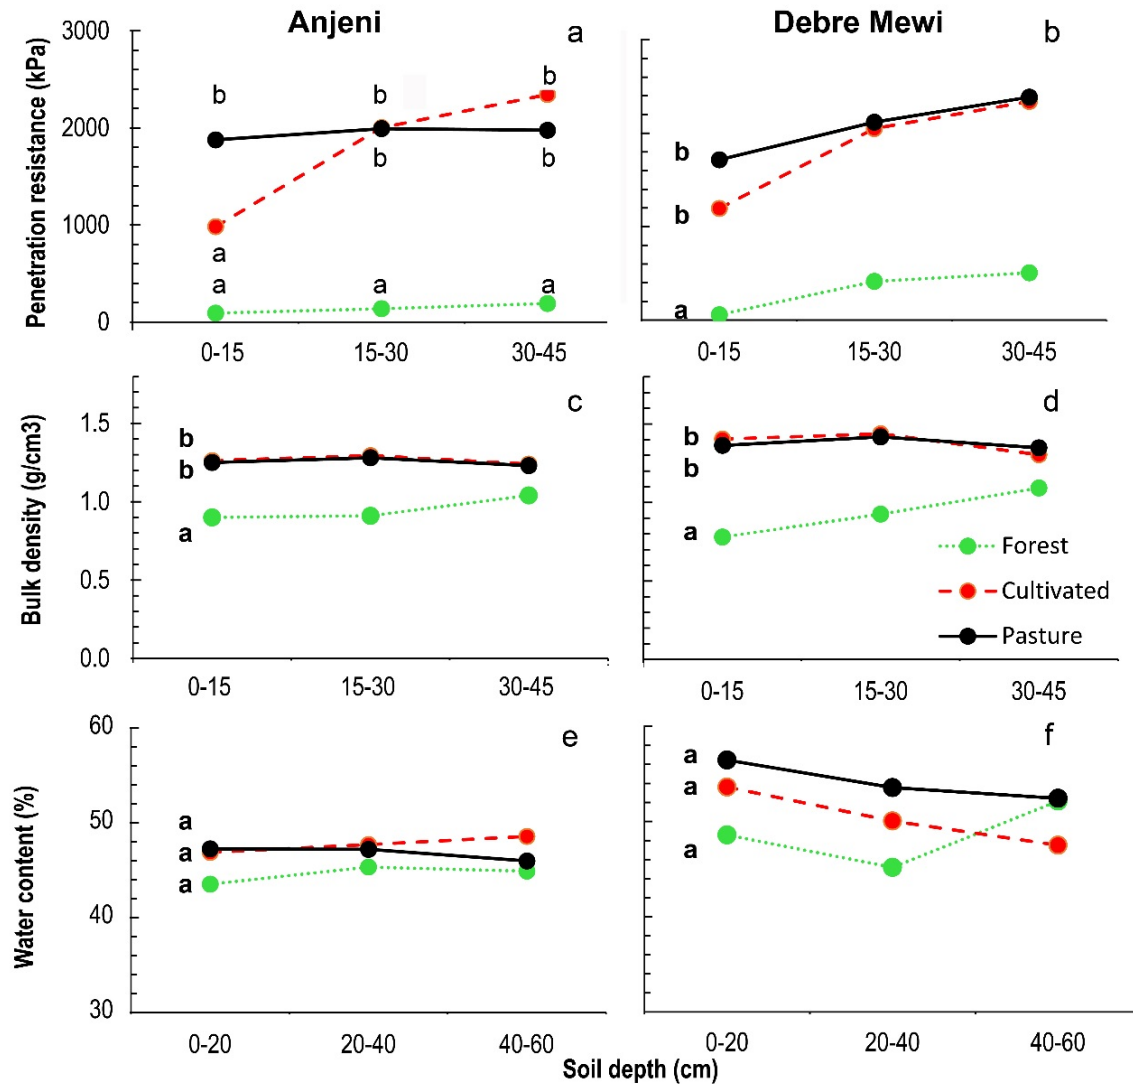 Anjeni
Debre Mewi
Penetration resistance (kPa)
3000
2000
1000
0
a
b
b
b
b
b
a
a
a
a
0-15
15-30
30-45
b
b
b
a
0-15
15-30
30-45
Bulk density (g/cm3)
1.5
1.0
0.5
0.0
c
b
b
a
0-15
15-30
30-45
d
b
b
a
Forest
Cultivated
Pasture
0-15
15-30
30-45
Water content (%)
60
50
40
30
e
a
a
a
0-20
20-40
40-60
f
a
a
a
0-20
20-40
40-60
Soil depth (cm)